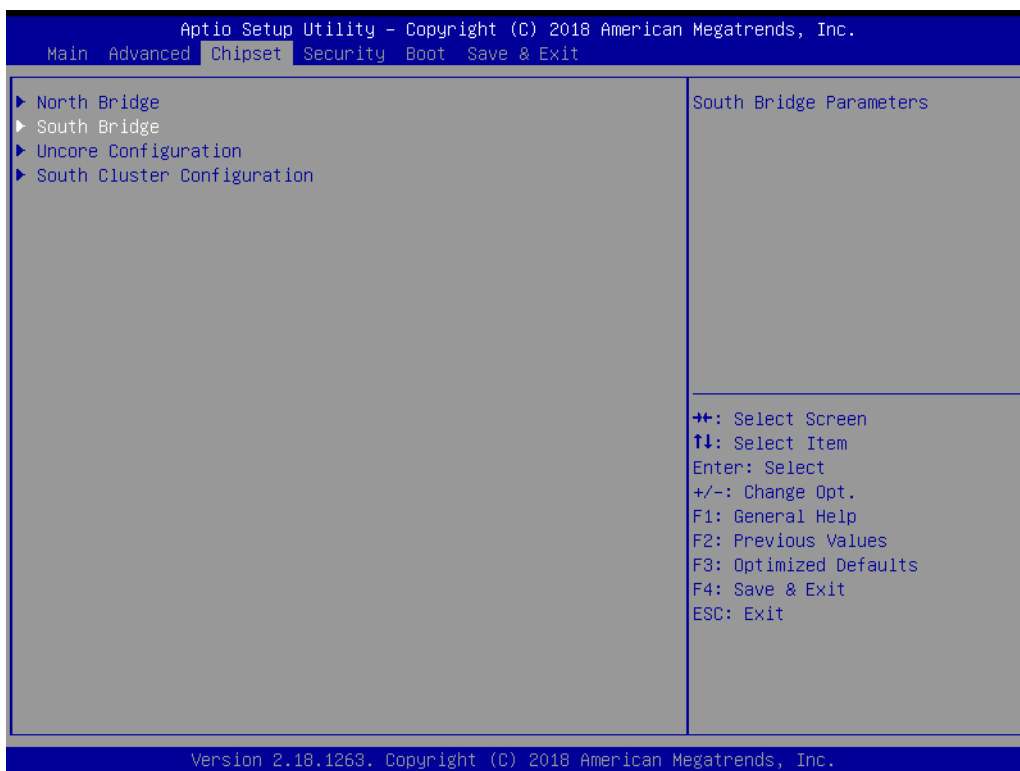 Aptio Setup Utility – Copyright (C) 2018 American Megatrends, Inc.
Main Advanced Chipset Security Boot Save & Exit
▶ North Bridge
▶ South Bridge
▶ Uncore Configuration
▶ South Cluster Configuration
South Bridge Parameters
→←: Select Screen
↑↓: Select Item
Enter: Select
+/-: Change Opt.
F1: General Help
F2: Previous Values
F3: Optimized Defaults
F4: Save & Exit
ESC: Exit
Version 2.18.1263. Copyright (C) 2018 American Megatrends, Inc.